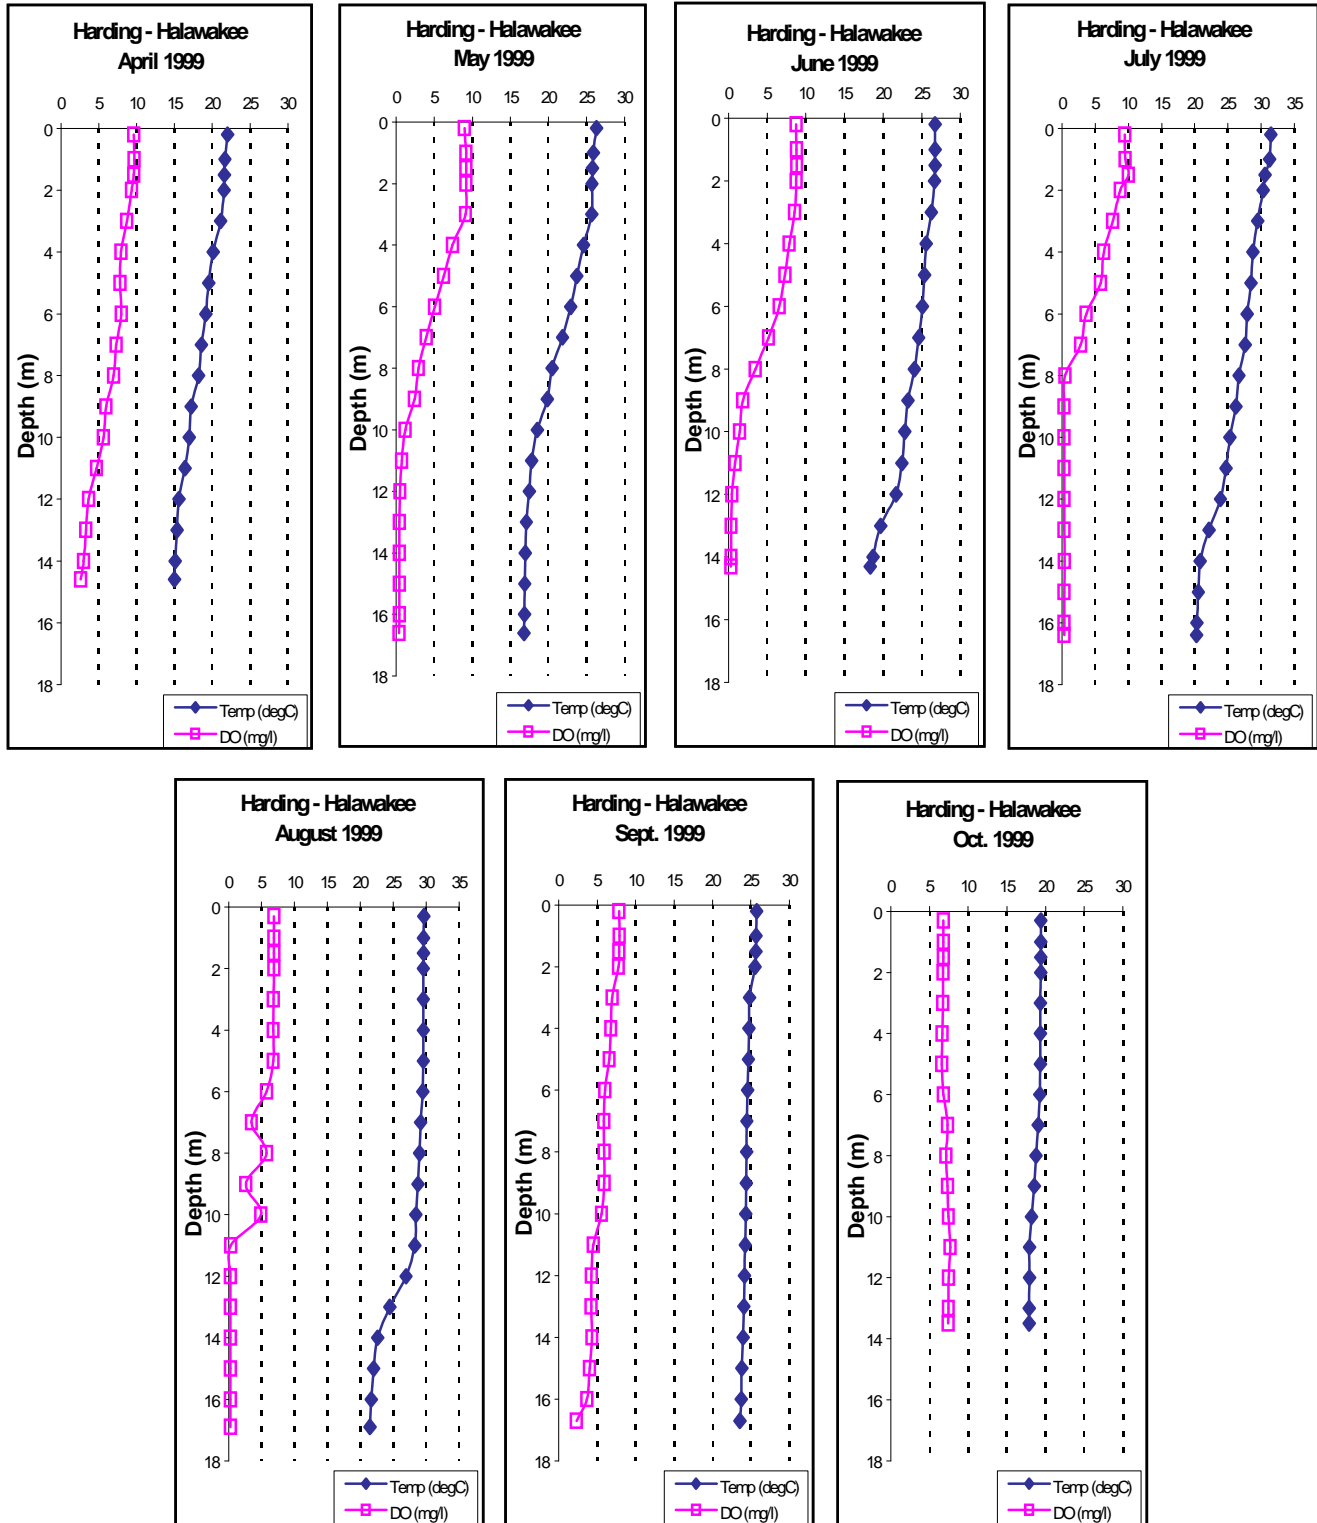 Harding - Halawakee
April 1999
0 5 10 15 20 25 30
0
2
4
6
8
10
12
14
16
18
Depth (m)
Temp (degC)
DO (mg/l)
Harding - Halawakee
May 1999
0 5 10 15 20 25 30
0
2
4
6
8
10
12
14
16
18
Depth (m)
Temp (degC)
DO (mg/l)
Harding - Halawakee
June 1999
0 5 10 15 20 25 30
0
2
4
6
8
10
12
14
16
18
Depth (m)
Temp (degC)
DO (mg/l)
Harding - Halawakee
July 1999
0 5 10 15 20 25 30 35
0
2
4
6
8
10
12
14
16
18
Depth (m)
Temp (degC)
DO (mg/l)
Harding - Halawakee
August 1999
0 5 10 15 20 25 30 35
0
2
4
6
8
10
12
14
16
18
Depth (m)
Temp (degC)
DO (mg/l)
Harding - Halawakee
Sept. 1999
0 5 10 15 20 25 30
0
2
4
6
8
10
12
14
16
18
Depth (m)
Temp (degC)
DO (mg/l)
Harding - Halawakee
Oct. 1999
0 5 10 15 20 25 30
0
2
4
6
8
10
12
14
16
18
Depth (m)
Temp (degC)
DO (mg/l)